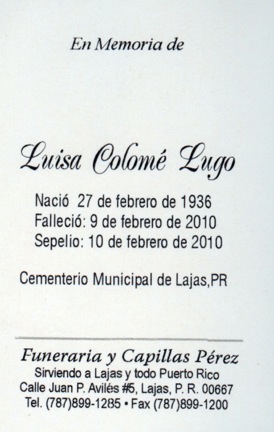 En Memoria de
Luisa Colomé Lugo
Nació 27 de febrero de 1936
Falleció: 9 de febrero de 2010
Sepelio: 10 de febrero de 2010
Cementerio Municipal de Lajas,PR
Funeraria y Capillas Pérez
Sirviendo a Lajas y todo Puerto Rico
Calle Juan P. Avilés #5, Lajas, P. R. 00667
Tel. (787)899-1285 • Fax (787)899-1200